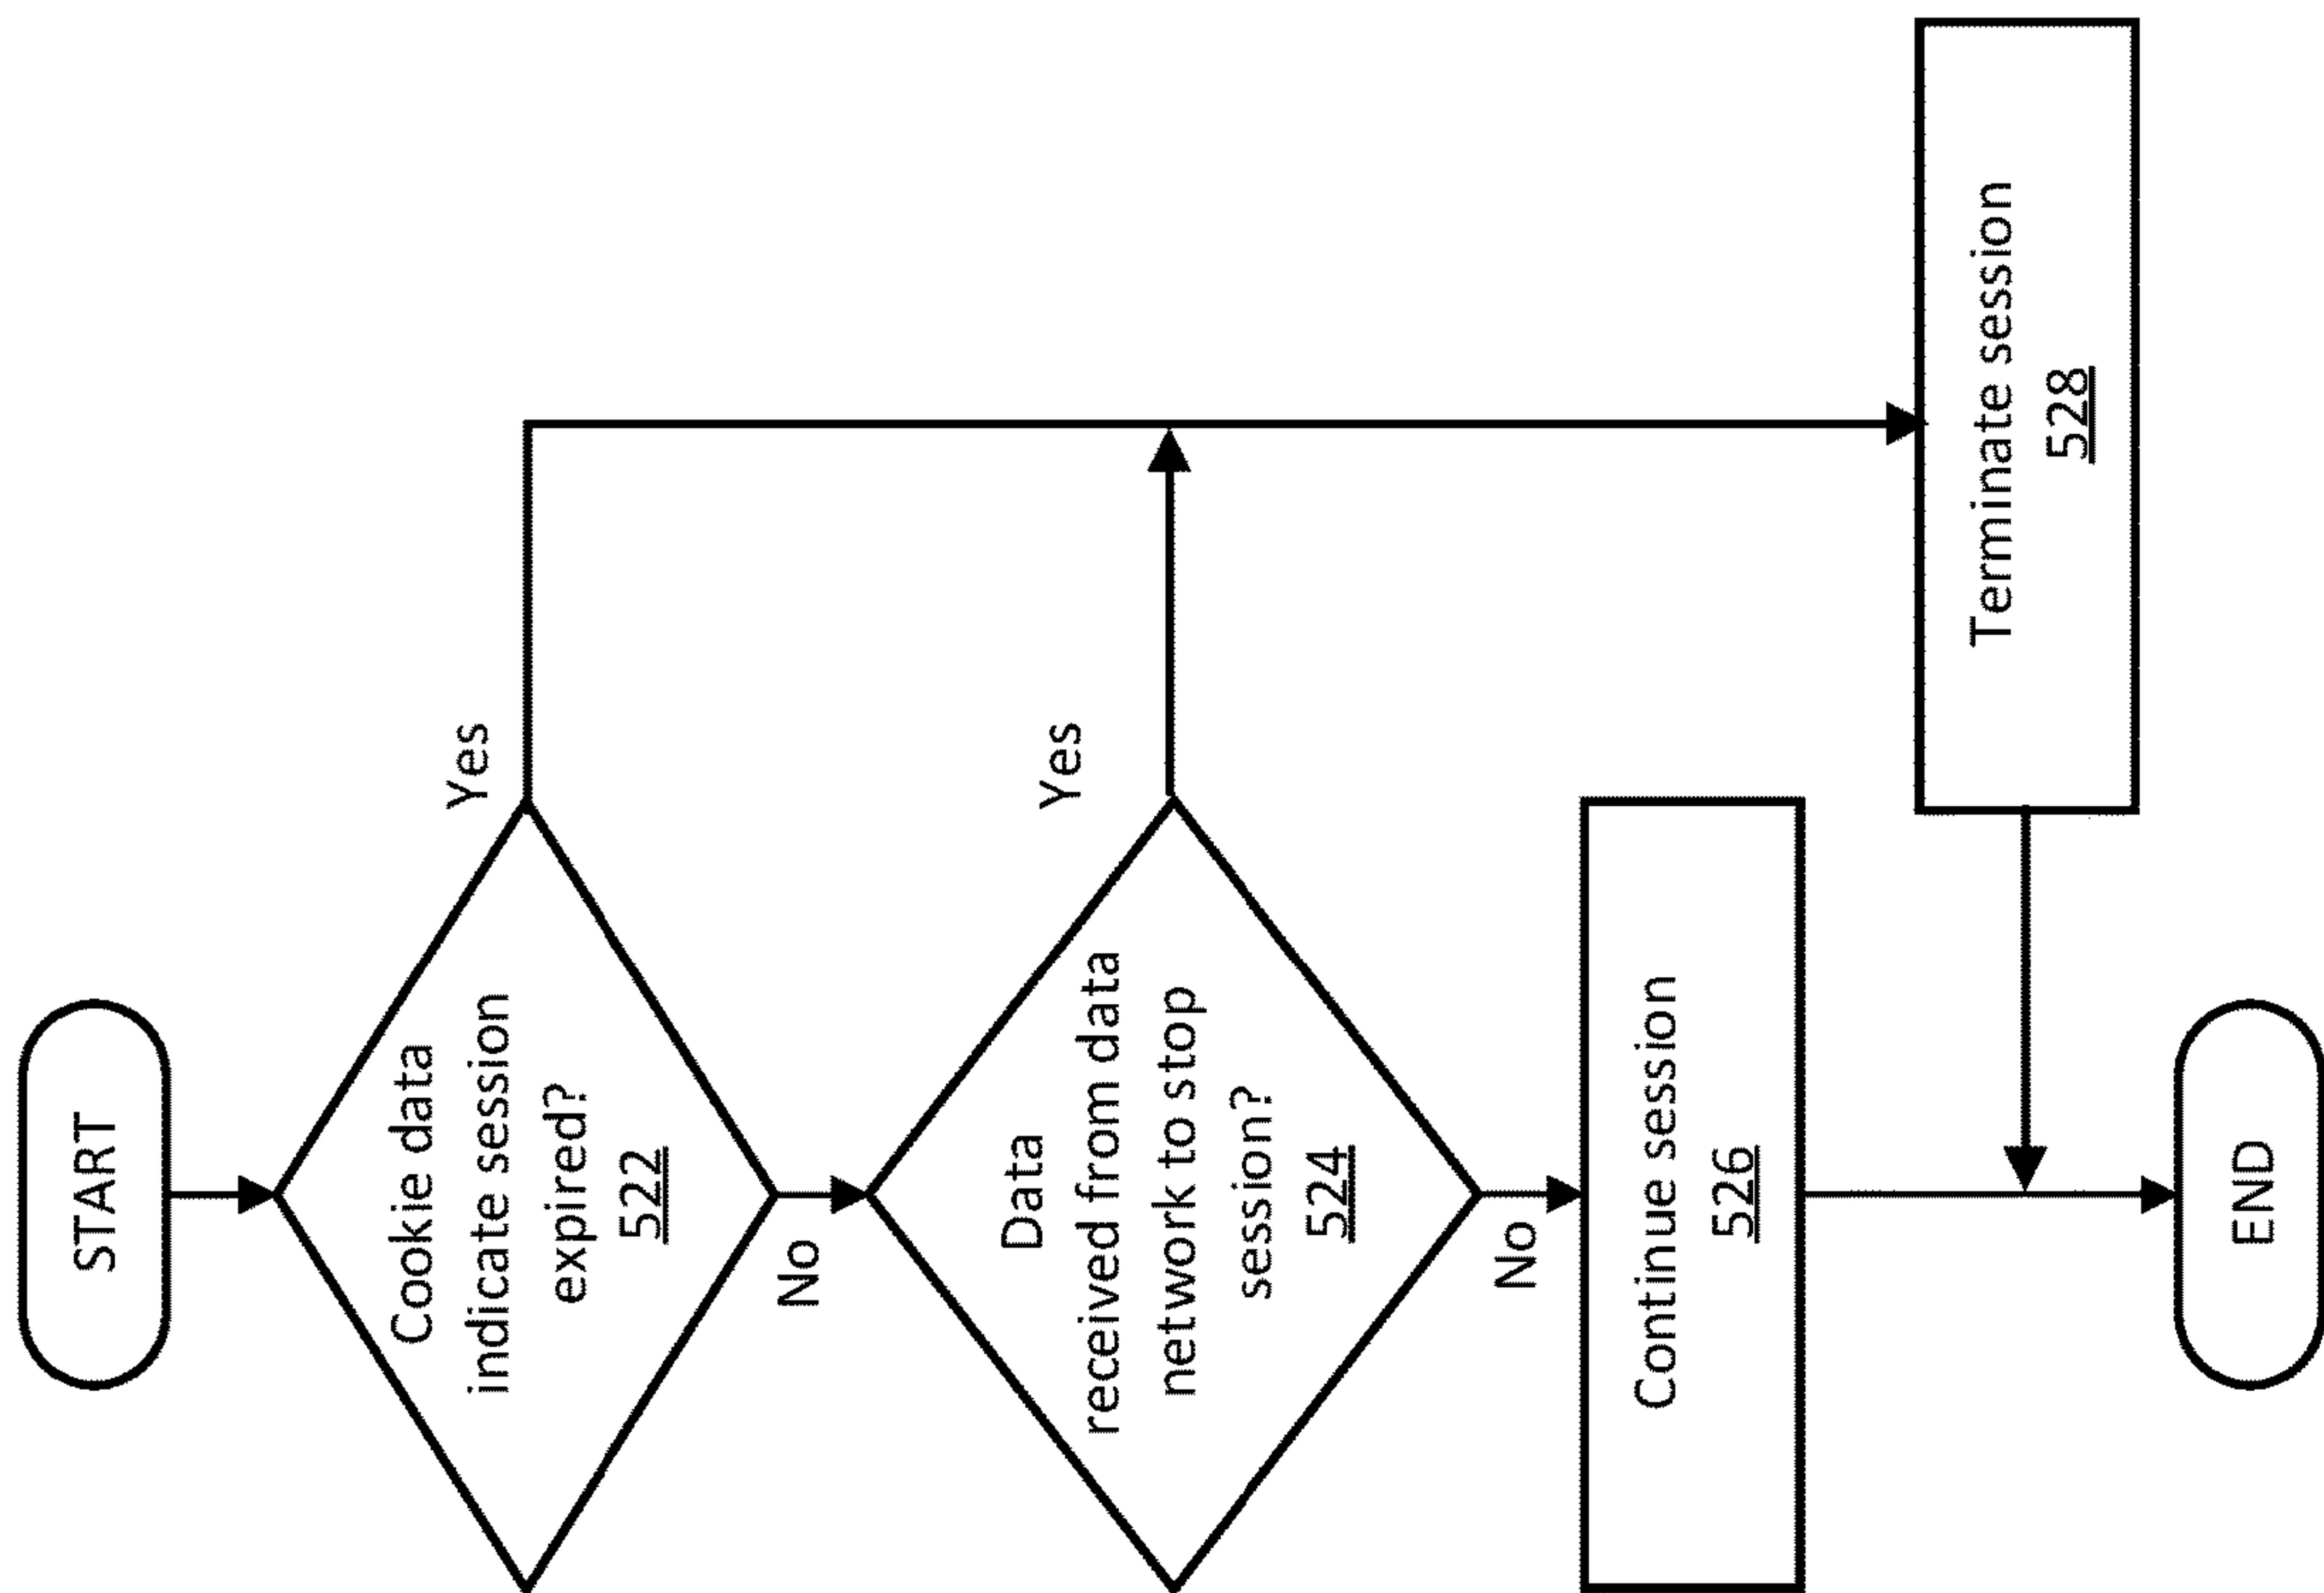 START
Cookie data
indicate session
expired?
522
Yes
No
Data
received from data
network to stop
session?
524
Yes
No
Continue session
526
Terminate session
528
END